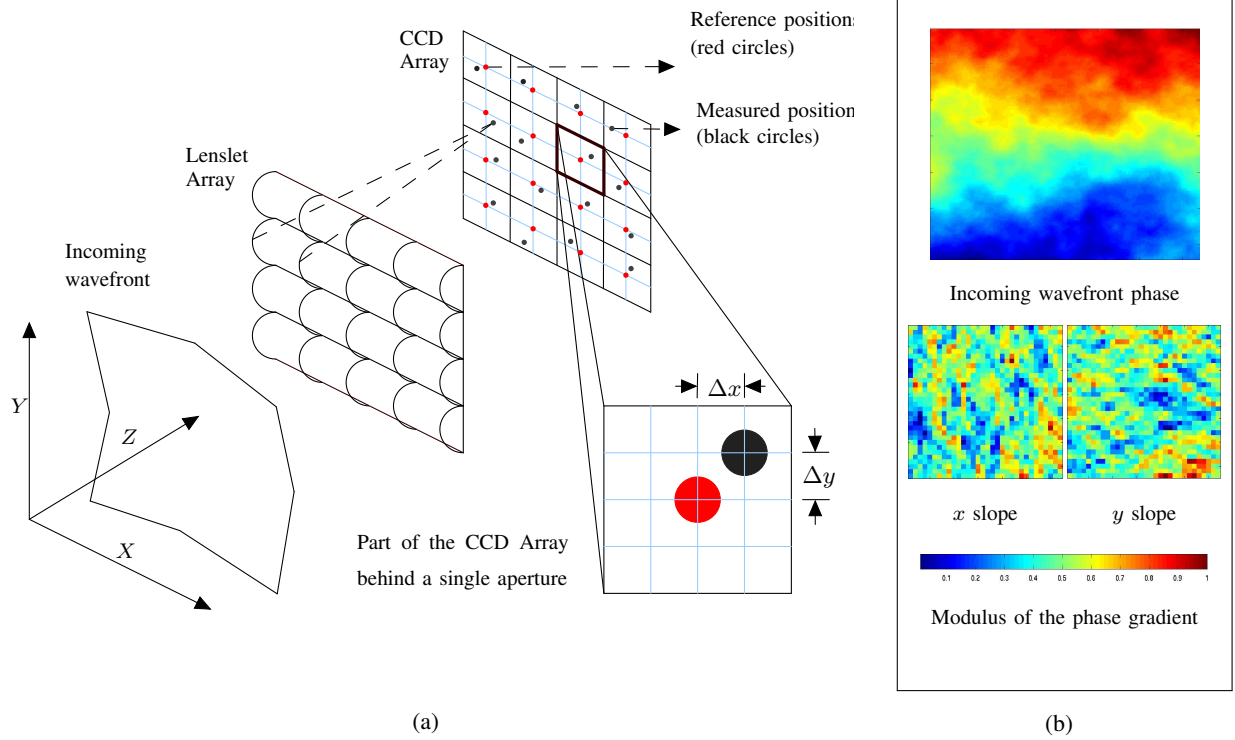 CCD
Array
Reference position
(red circles)
Measured position
(black circles)
Lenslet
Array
Incoming
wavefront
Y
Z
X
Δx
Δy
Part of the CCD Array
behind a single aperture
(a)
Incoming wavefront phase
x slope
y slope
0.1 0.2 0.3 0.4 0.5 0.6 0.7 0.8 0.9 1
Modulus of the phase gradient
(b)